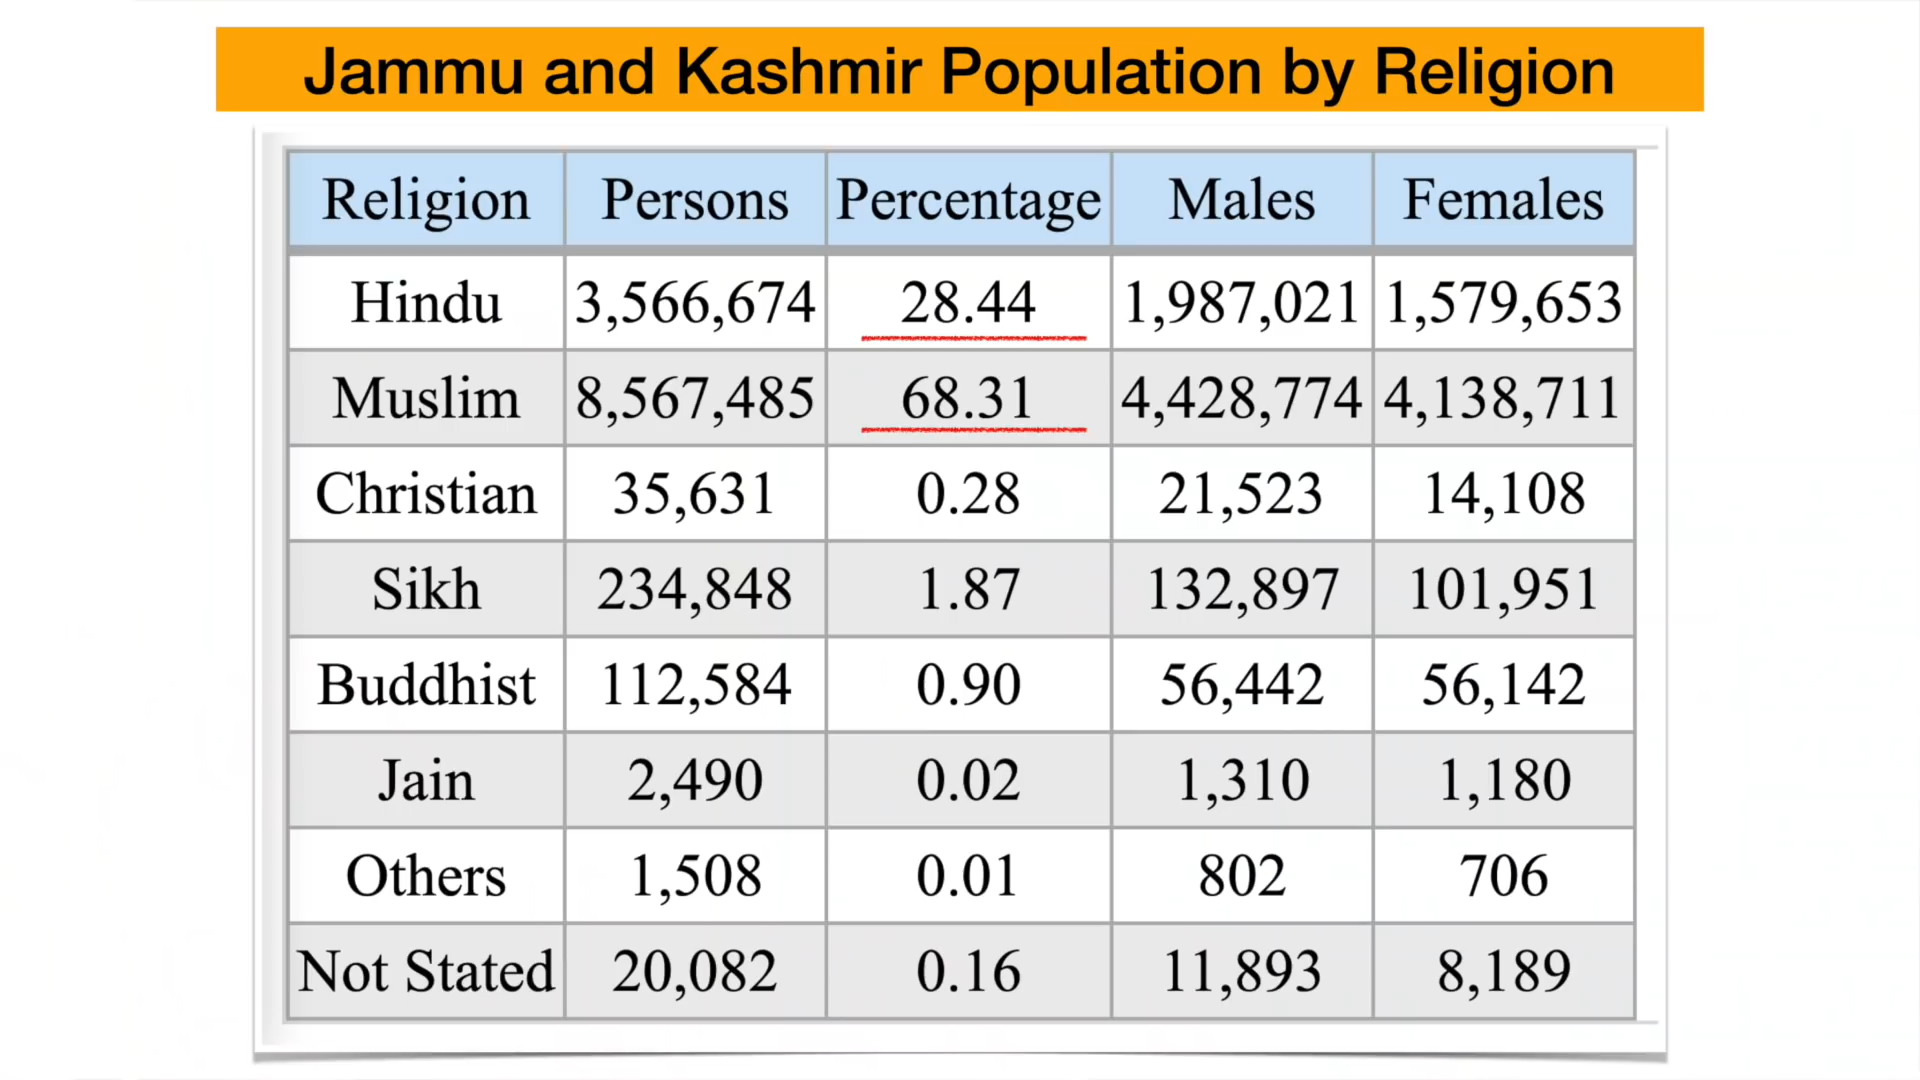 Jammu and Kashmir Population by Religion
Religion Persons Percentage Males Females
Hindu 3,566,674 28.44 1,987,021 1,579,653
Muslim 8,567,485 68.31 4,428,774 4,138,711
Christian 35,631 0.28 21,523 14,108
Sikh 234,848 1.87 132,897 101,951
Buddhist 112,584 0.90 56,442 56,142
Jain 2,490 0.02 1,310 1,180
Others 1,508 0.01 802 706
Not Stated 20,082 0.16 11,893 8,189